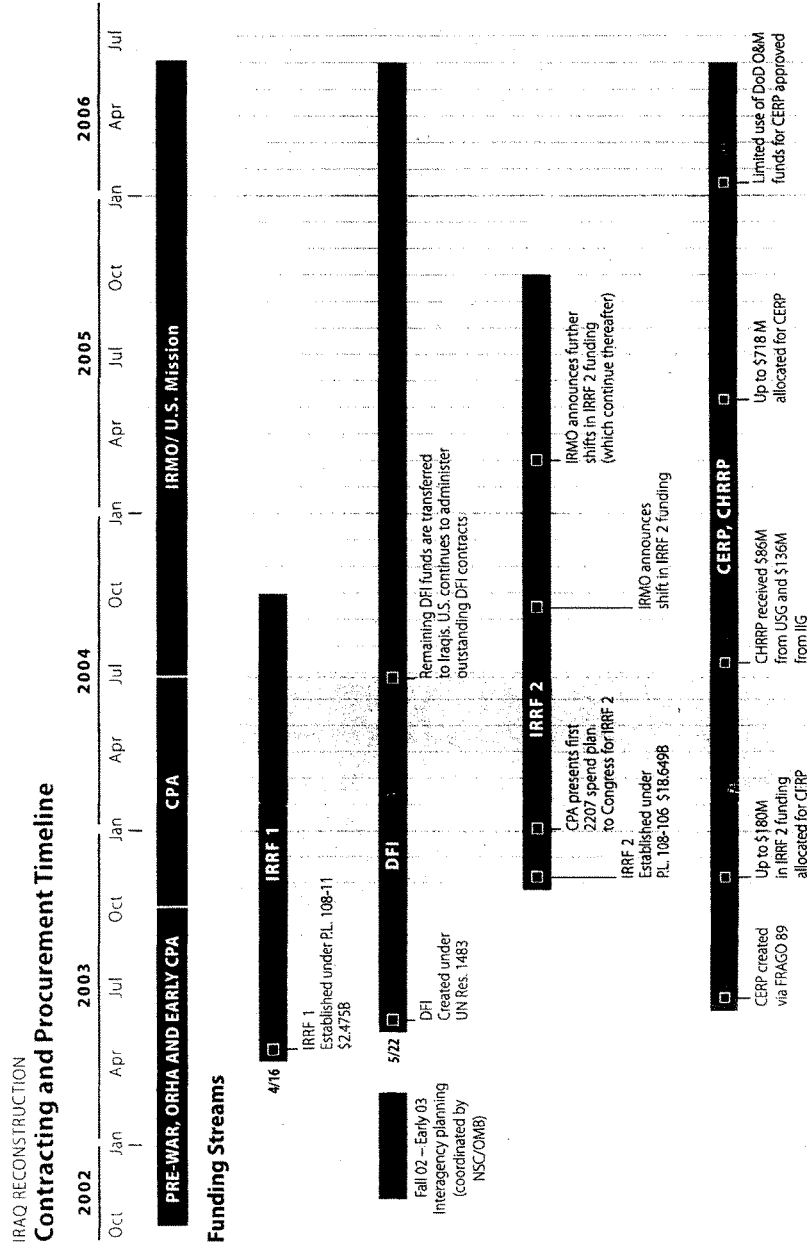 IRAQ RECONSTRUCTION
Contracting and Procurement Timeline
2002 2003 2004 2005 2006
Oct Jan Apr Jul Oct Jan Apr Jul Oct Jan Apr Jul Oct Jan Apr Jul
PRE-WAR, ORHA AND EARLY CPA CPA IRMO/ U.S. Mission
Funding Streams
IRRF 1
4/16
IRRF 1
Established under P.L. 108-11
$2.475B
Fall 02 – Early 03
Interagency planning
(coordinated by
NSC/OMB)
DFI
5/22
DFI
Created under
UN Res. 1483
Remaining DFI funds are transferred
to Iraqis. U.S. continues to administer
outstanding DFI contracts
IRRF 2
CPA presents first
2207 spend plan
to Congress for IRRF 2
IRRF 2
Established under
P.L. 108-106 $18.649B
IRMO announces
shift in IRRF 2 funding
IRMO announces further
shifts in IRRF 2 funding
(which continue thereafter)
CERP, CHRRP
CERP created
via FRAGO 89
Up to $180M
in IRRF 2 funding
allocated for CERP
CHRRP received $86M
from USG and $136M
from IIG
Up to $718 M
allocated for CERP
Limited use of DoD O&M
funds for CERP approved